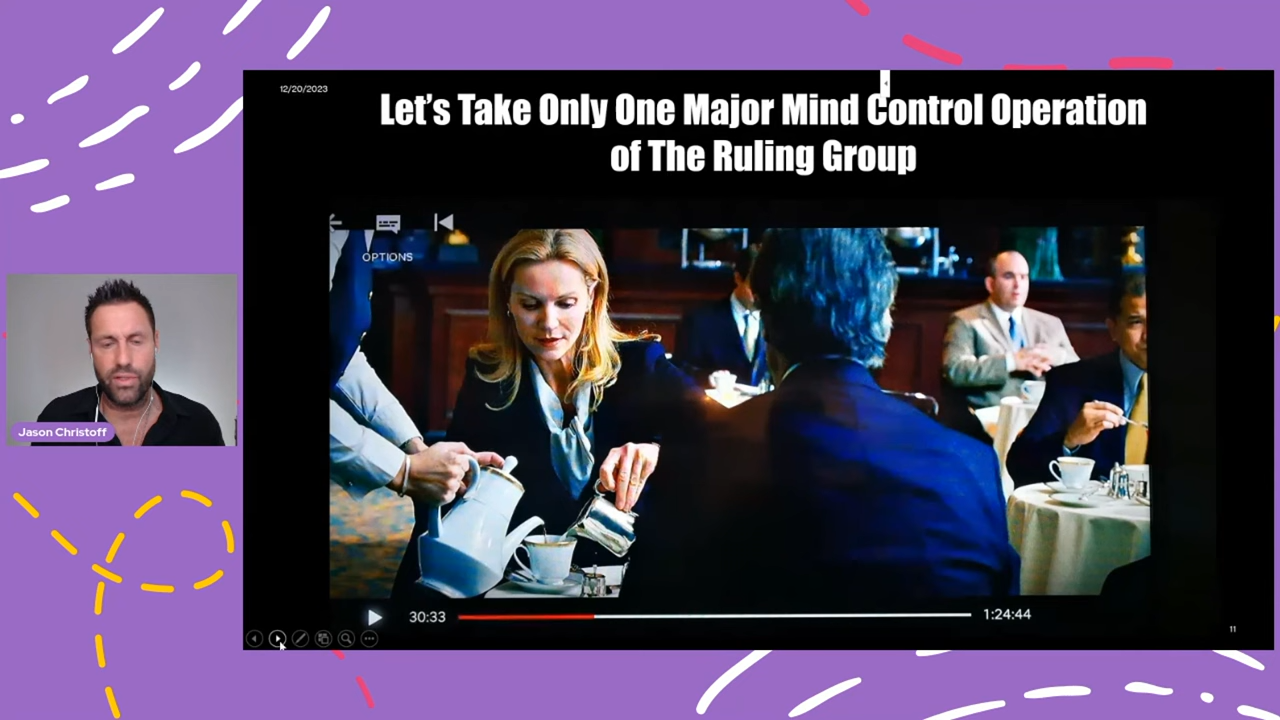 12/20/2023
Let's Take Only One Major Mind Control Operation
of The Ruling Group
OPTIONS
Jason Christoff
30:33
1:24:44
11